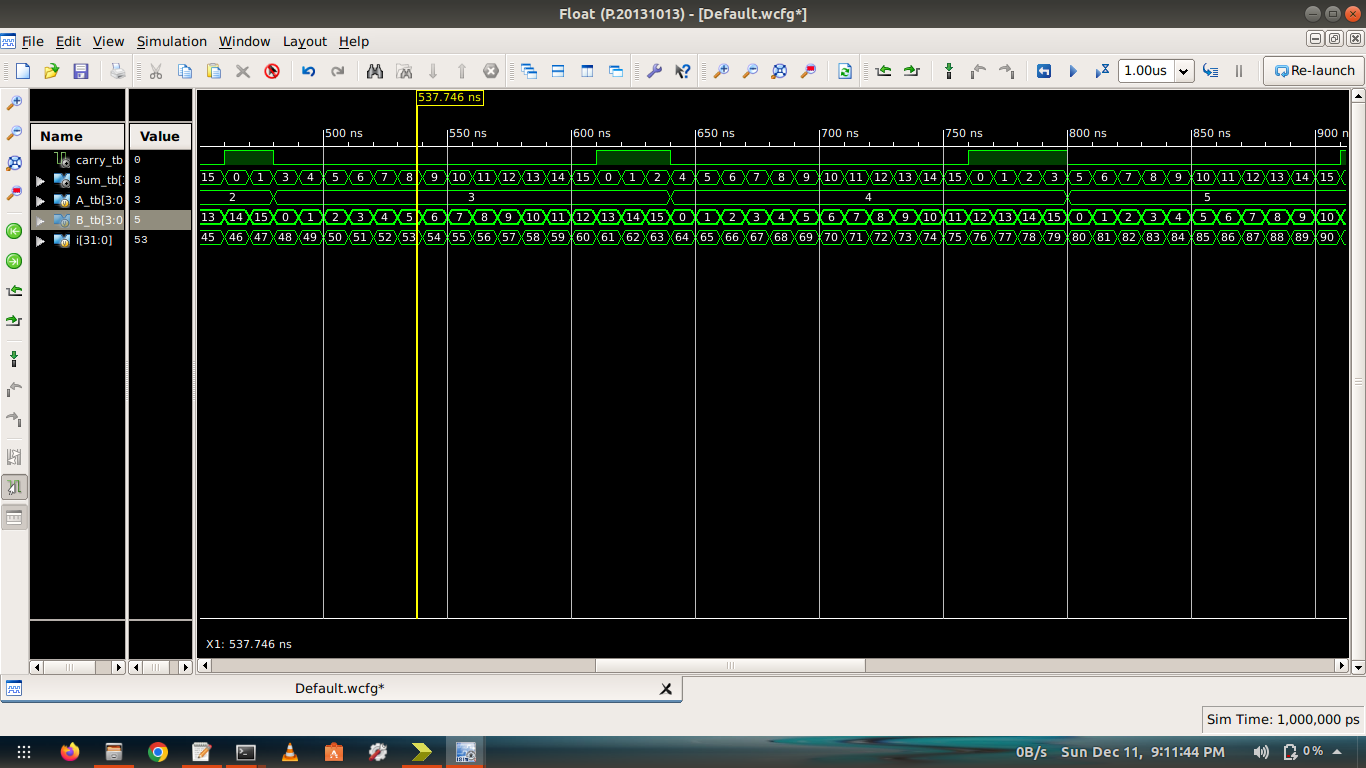 Float (P.20131013) - [Default.wcfg*]
File Edit View Simulation Window Layout Help
1.00us Re-launch
537.746 ns
Name Value
500 ns 550 ns 600 ns 650 ns 700 ns 750 ns 800 ns 850 ns 900 n
carry_tb 0
Sum_tb[3 8 15 0 1 3 4 5 6 7 8 9 10 11 12 13 14 15 0 1 2 4 5 6 7 8 9 10 11 12 13 14 15 0 1 2 3 5 6 7 8 9 10 11 12 13 14 15
A_tb[3:0 3 2 3 4 5
B_tb[3:0 5 13 14 15 0 1 2 3 4 5 6 7 8 9 10 11 12 13 14 15 0 1 2 3 4 5 6 7 8 9 10 11 12 13 14 15 0 1 2 3 4 5 6 7 8 9 10
i[31:0] 53 45 46 47 48 49 50 51 52 53 54 55 56 57 58 59 60 61 62 63 64 65 66 67 68 69 70 71 72 73 74 75 76 77 78 79 80 81 82 83 84 85 86 87 88 89 90
X1: 537.746 ns
Default.wcfg*
Sim Time: 1,000,000 ps
0B/s Sun Dec 11, 9:11:44 PM 0 %